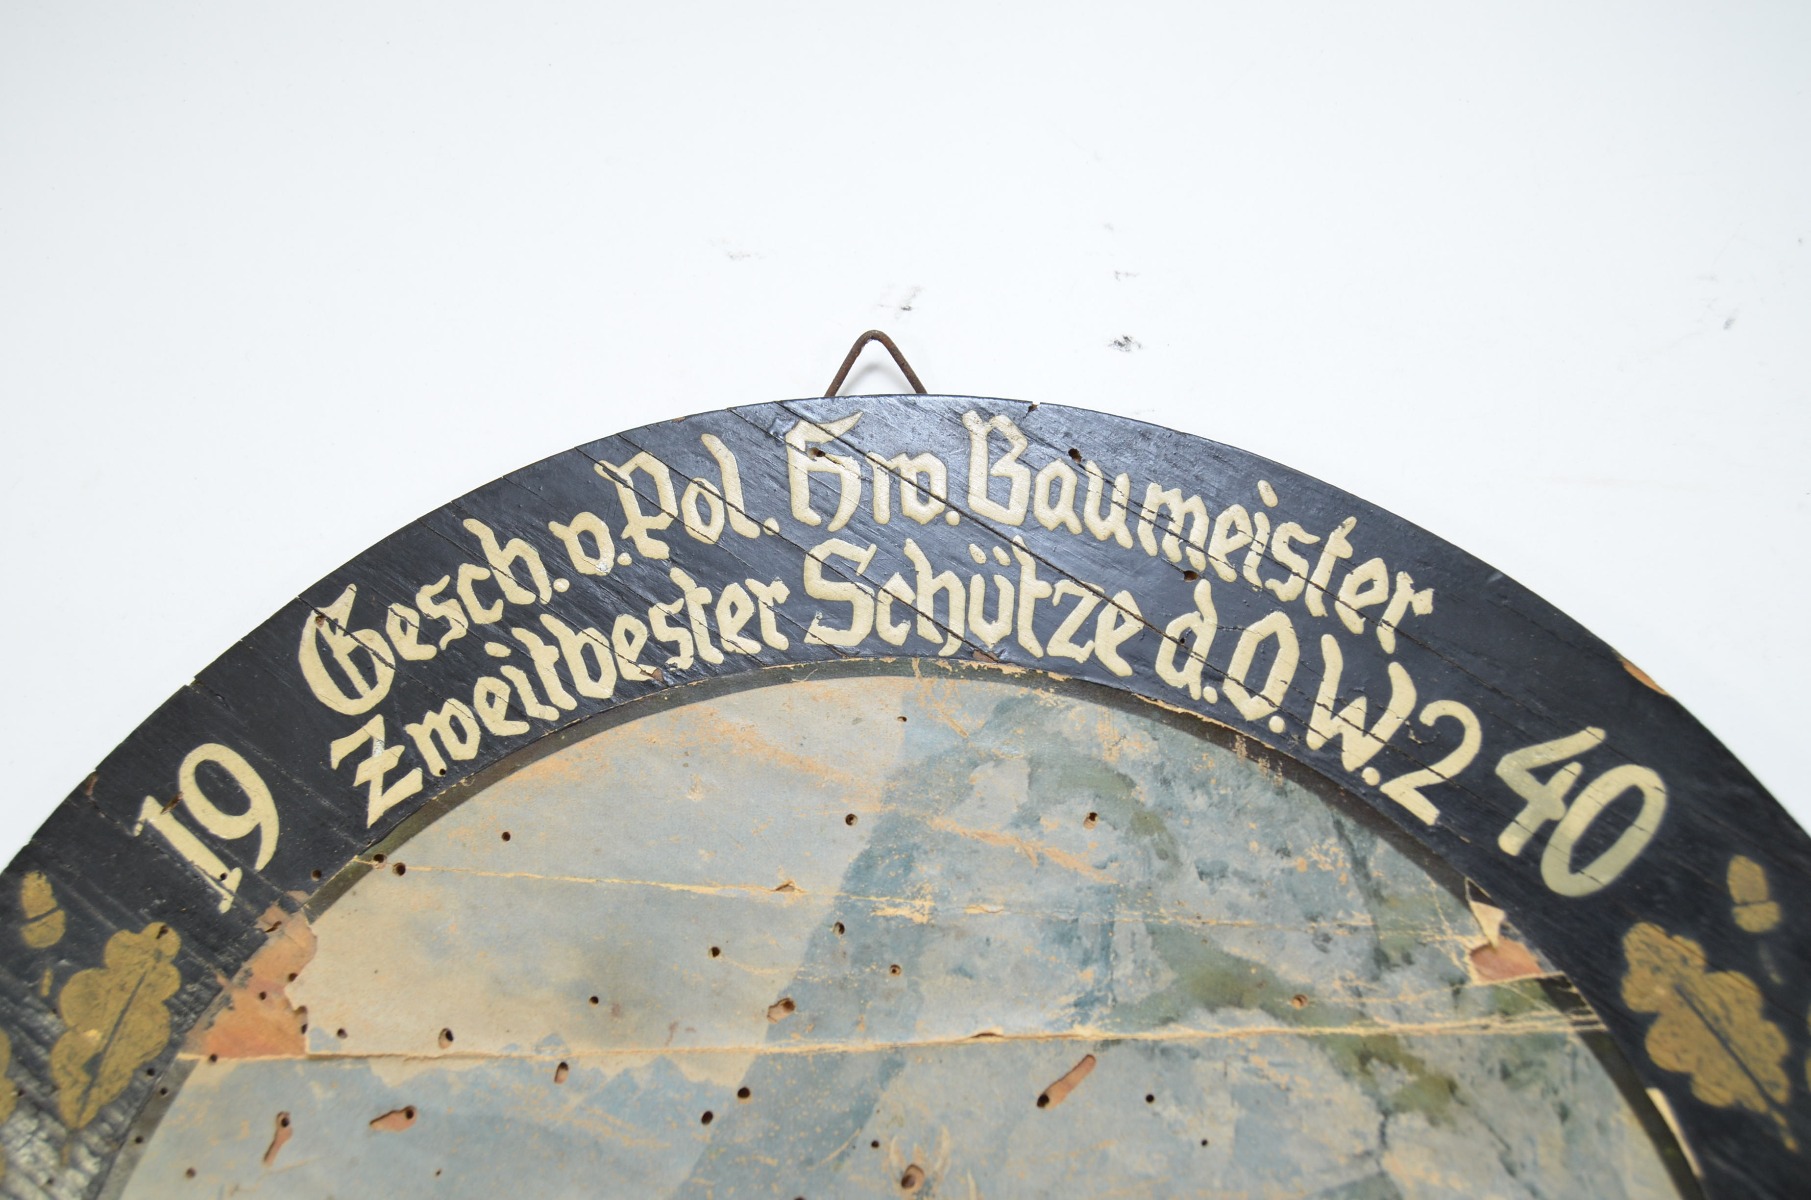 Gesch. v. Pol. Hw. Baumeister
Zweitbester Schütze d. O. W. 2
19 40